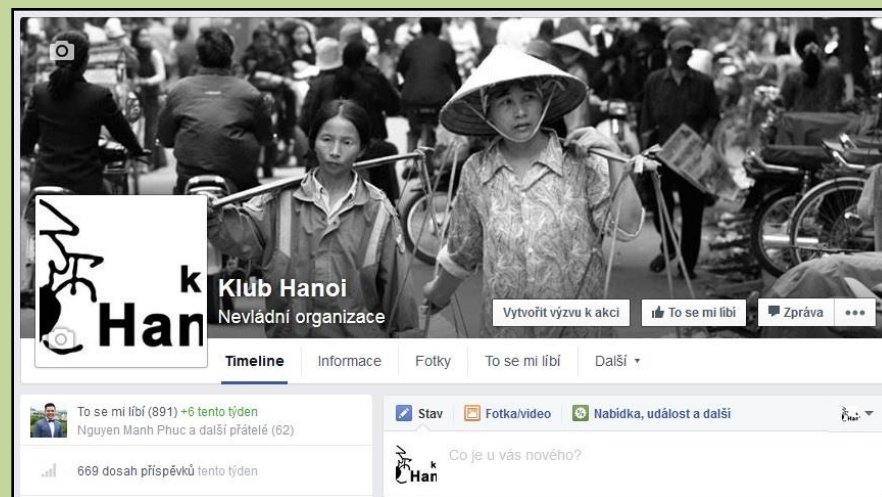 k
Han
Klub Hanoi
Nevládní organizace
Vytvořit výzvu k akci
To se mi líbí
Zpráva
Timeline
Informace
Fotky
To se mi líbí
Další
To se mi líbí (891) +6 tento týden
Nguyen Manh Phuc a další přátelé (62)
669 dosah příspěvků tento týden
Stav
Fotka/video
Nabídka, událost a další
k
Han
Co je u vás nového?